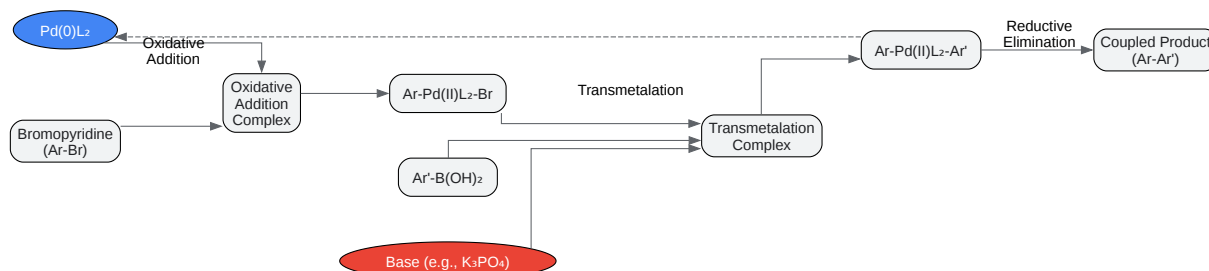 Pd(0)L₂
Oxidative
Addition
Oxidative
Addition
Complex
Bromopyridine
(Ar-Br)
Ar-Pd(II)L₂-Br
Ar'-B(OH)₂
Base (e.g., K₃PO₄)
Transmetalation
Transmetalation
Complex
Ar-Pd(II)L₂-Ar'
Reductive
Elimination
Coupled Product
(Ar-Ar')